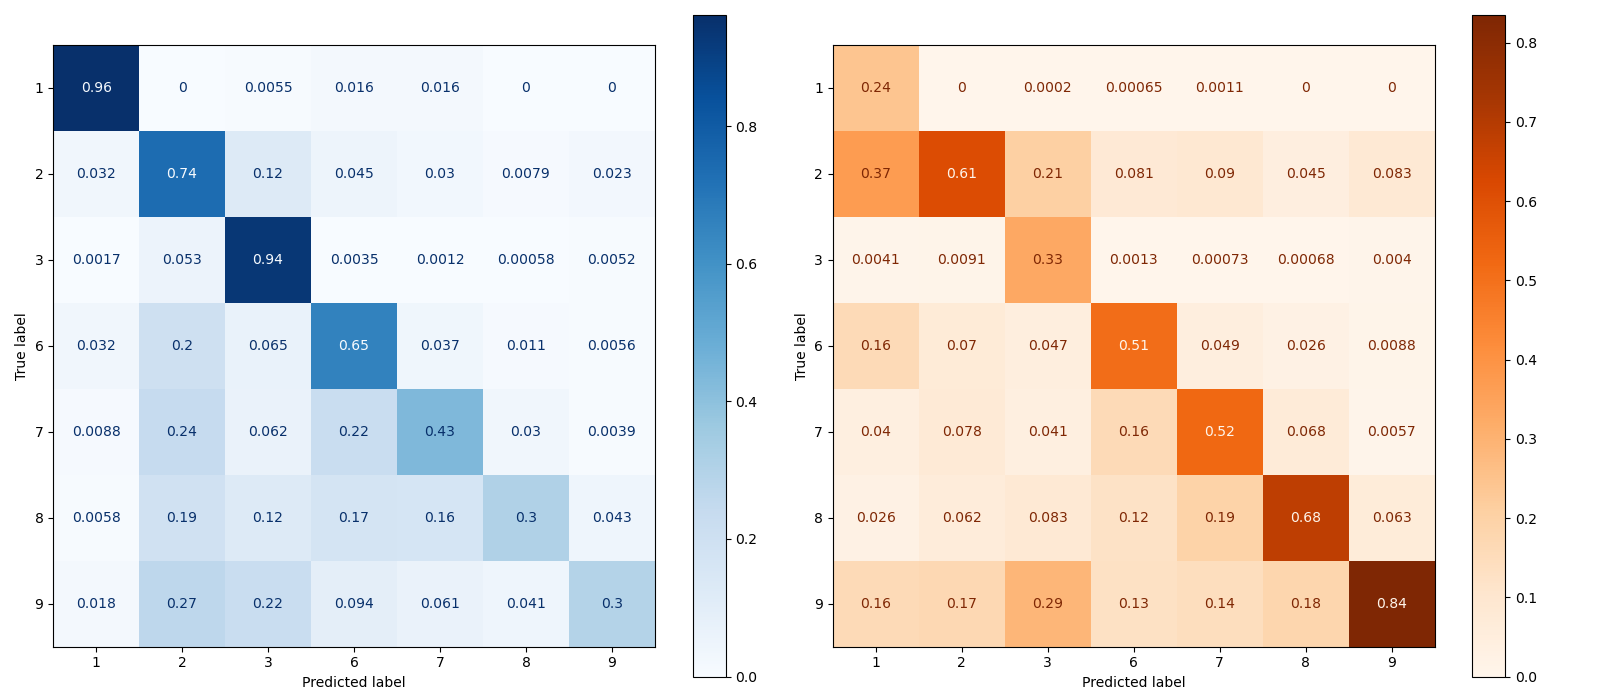 1 0.96 0 0.0055 0.016 0.016 0 0
2 0.032 0.74 0.12 0.045 0.03 0.0079 0.023
3 0.0017 0.053 0.94 0.0035 0.0012 0.00058 0.0052
6 0.032 0.2 0.065 0.65 0.037 0.011 0.0056
7 0.0088 0.24 0.062 0.22 0.43 0.03 0.0039
8 0.0058 0.19 0.12 0.17 0.16 0.3 0.043
9 0.018 0.27 0.22 0.094 0.061 0.041 0.3
1 2 3 6 7 8 9
Predicted label
True label
0.8
0.6
0.4
0.2
0.0
1 0.24 0 0.0002 0.00065 0.0011 0 0
2 0.37 0.61 0.21 0.081 0.09 0.045 0.083
3 0.0041 0.0091 0.33 0.0013 0.00073 0.00068 0.004
6 0.16 0.07 0.047 0.51 0.049 0.026 0.0088
7 0.04 0.078 0.041 0.16 0.52 0.068 0.0057
8 0.026 0.062 0.083 0.12 0.19 0.68 0.063
9 0.16 0.17 0.29 0.13 0.14 0.18 0.84
1 2 3 6 7 8 9
Predicted label
True label
0.8
0.7
0.6
0.5
0.4
0.3
0.2
0.1
0.0